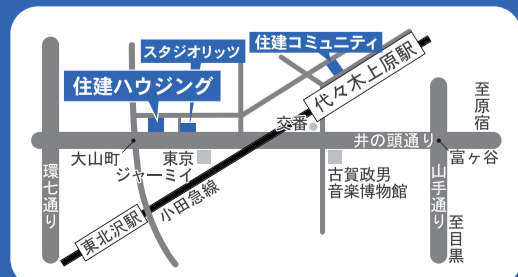 スタジオリッツ
住建コミュニティ
住建ハウジング
代々木上原駅
至原宿
交番
井の頭通り
大山町
東京
ジャーミイ
古賀政男
音楽博物館
富ヶ谷
環七通り
小田急線
山手通り
東北沢駅
至目黒